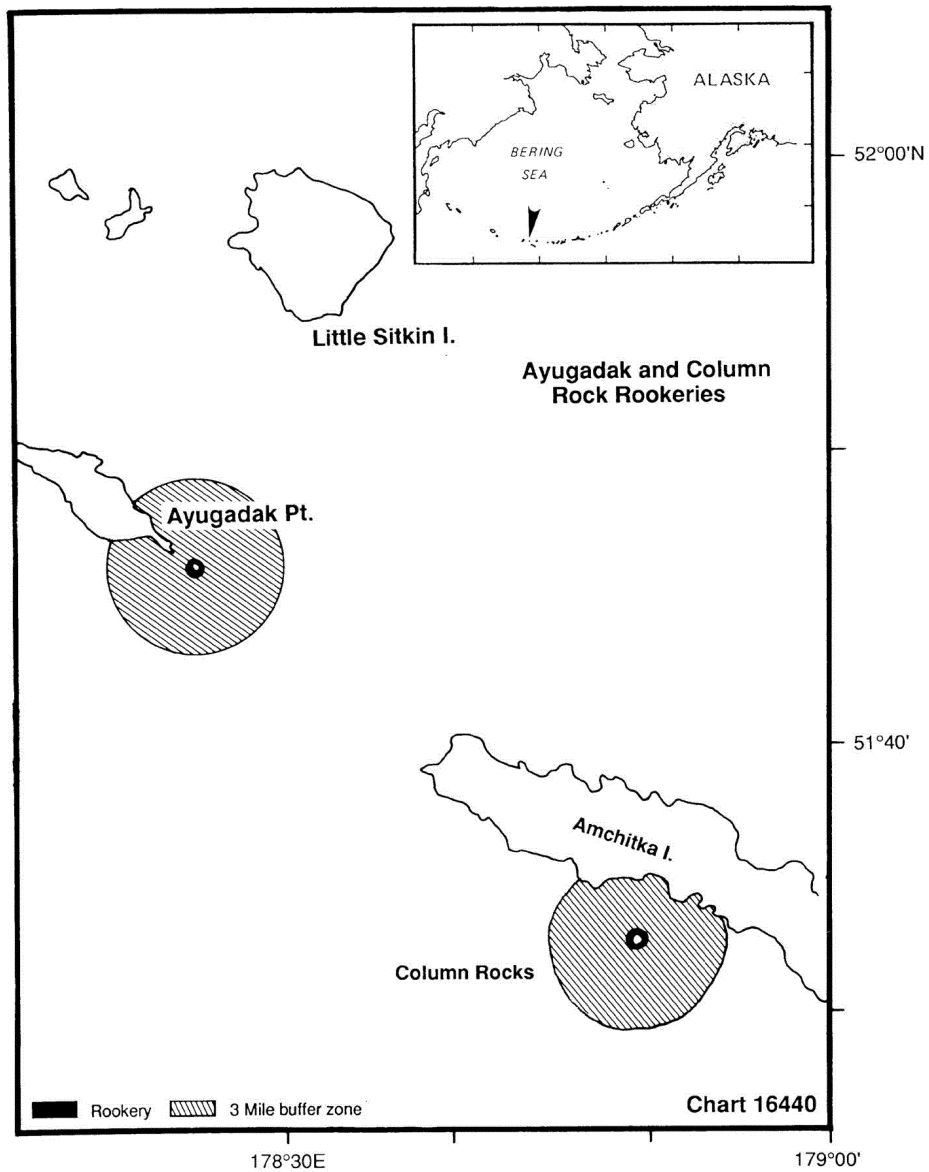 ALASKA
BERING
SEA
52°00'N
Little Sitkin I.
Ayugadak and Column
Rock Rookeries
Ayugadak Pt.
51°40'
Amchitka I.
Column Rocks
Rookery
3 Mile buffer zone
Chart 16440
178°30E
179°00'